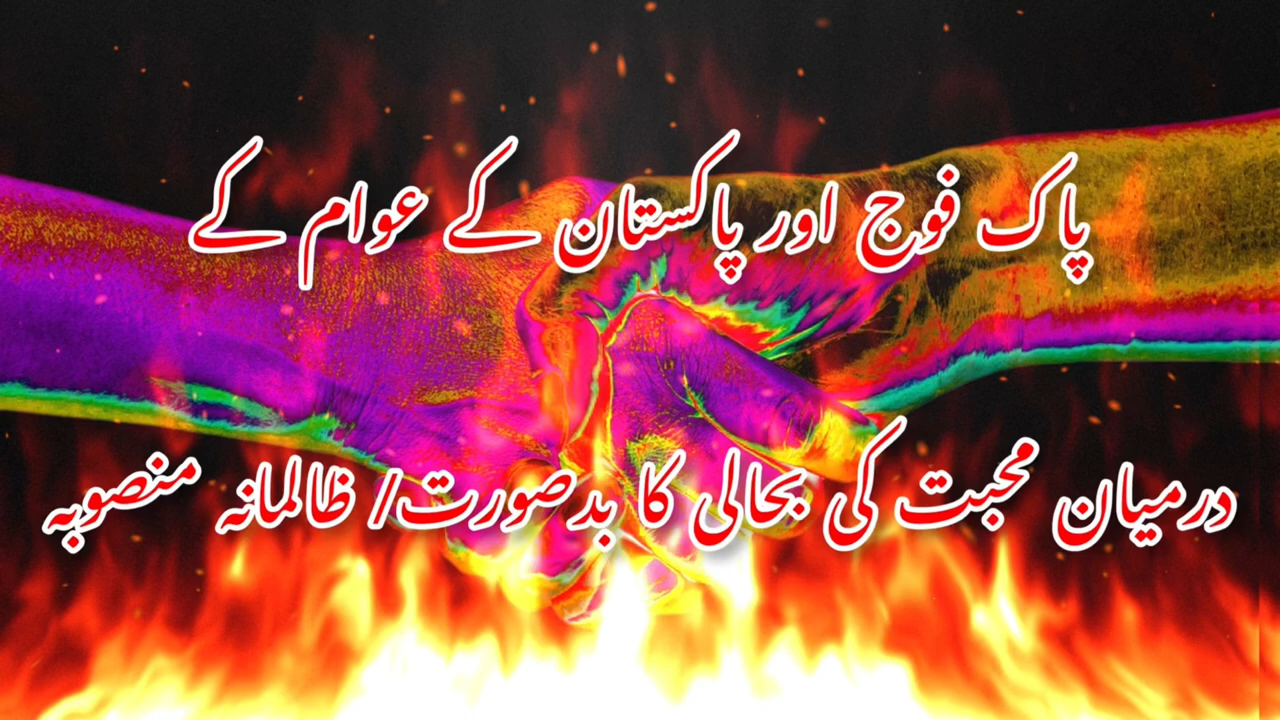 پاک فوج اور پاکستان کے عوام کے
درمیان محبت کی بحالی کا بدصورت/ ظالمانہ منصوبہ